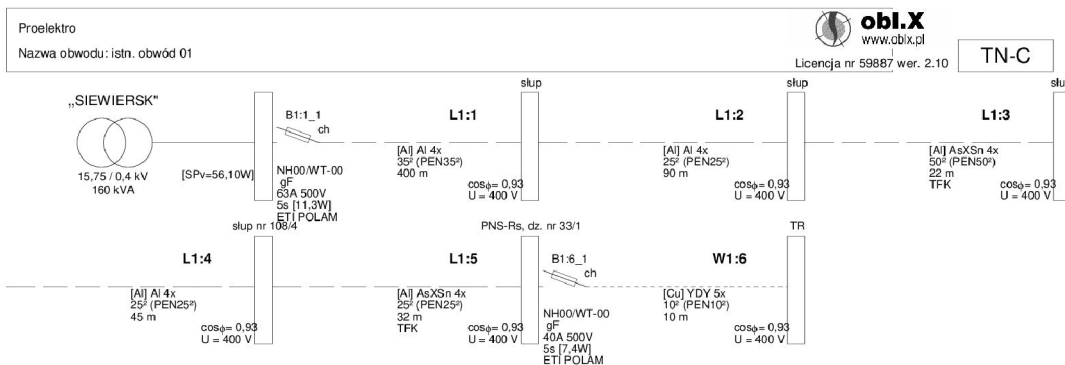 Proelektro
Nazwa obwodu: istn. obwód 01
obl.X
www.oblx.pl
Licencja nr 59887 wer. 2.10
TN-C
„SIEWIERSK"
15,75 / 0,4 kV
160 kVA
[SPv=56,10W]
B1:1_1
ch
NH00/WT-00
gF
63A 500V
5s [11,3W]
ETI POLAM
słup
L1:1
[Al] Al 4x
35² (PEN35²)
400 m
cosϕ= 0,93
U = 400 V
słup
L1:2
[Al] Al 4x
25² (PEN25²)
90 m
cosϕ= 0,93
U = 400 V
słu
L1:3
[Al] AsXSn 4x
50² (PEN50²)
22 m
TFK
cosϕ= 0,93
U = 400 V
słup nr 108/4
L1:4
[Al] Al 4x
25² (PEN25²)
45 m
cosϕ= 0,93
U = 400 V
PNS-Rs, dz. nr 33/1
L1:5
[Al] AsXSn 4x
25² (PEN25²)
32 m
TFK
cosϕ= 0,93
U = 400 V
B1:6_1
ch
NH00/WT-00
gF
40A 500V
5s [7,4W]
ETI POLAM
TR
W1:6
[Cu] YDY 5x
10² (PEN10²)
10 m
cosϕ= 0,93
U = 400 V